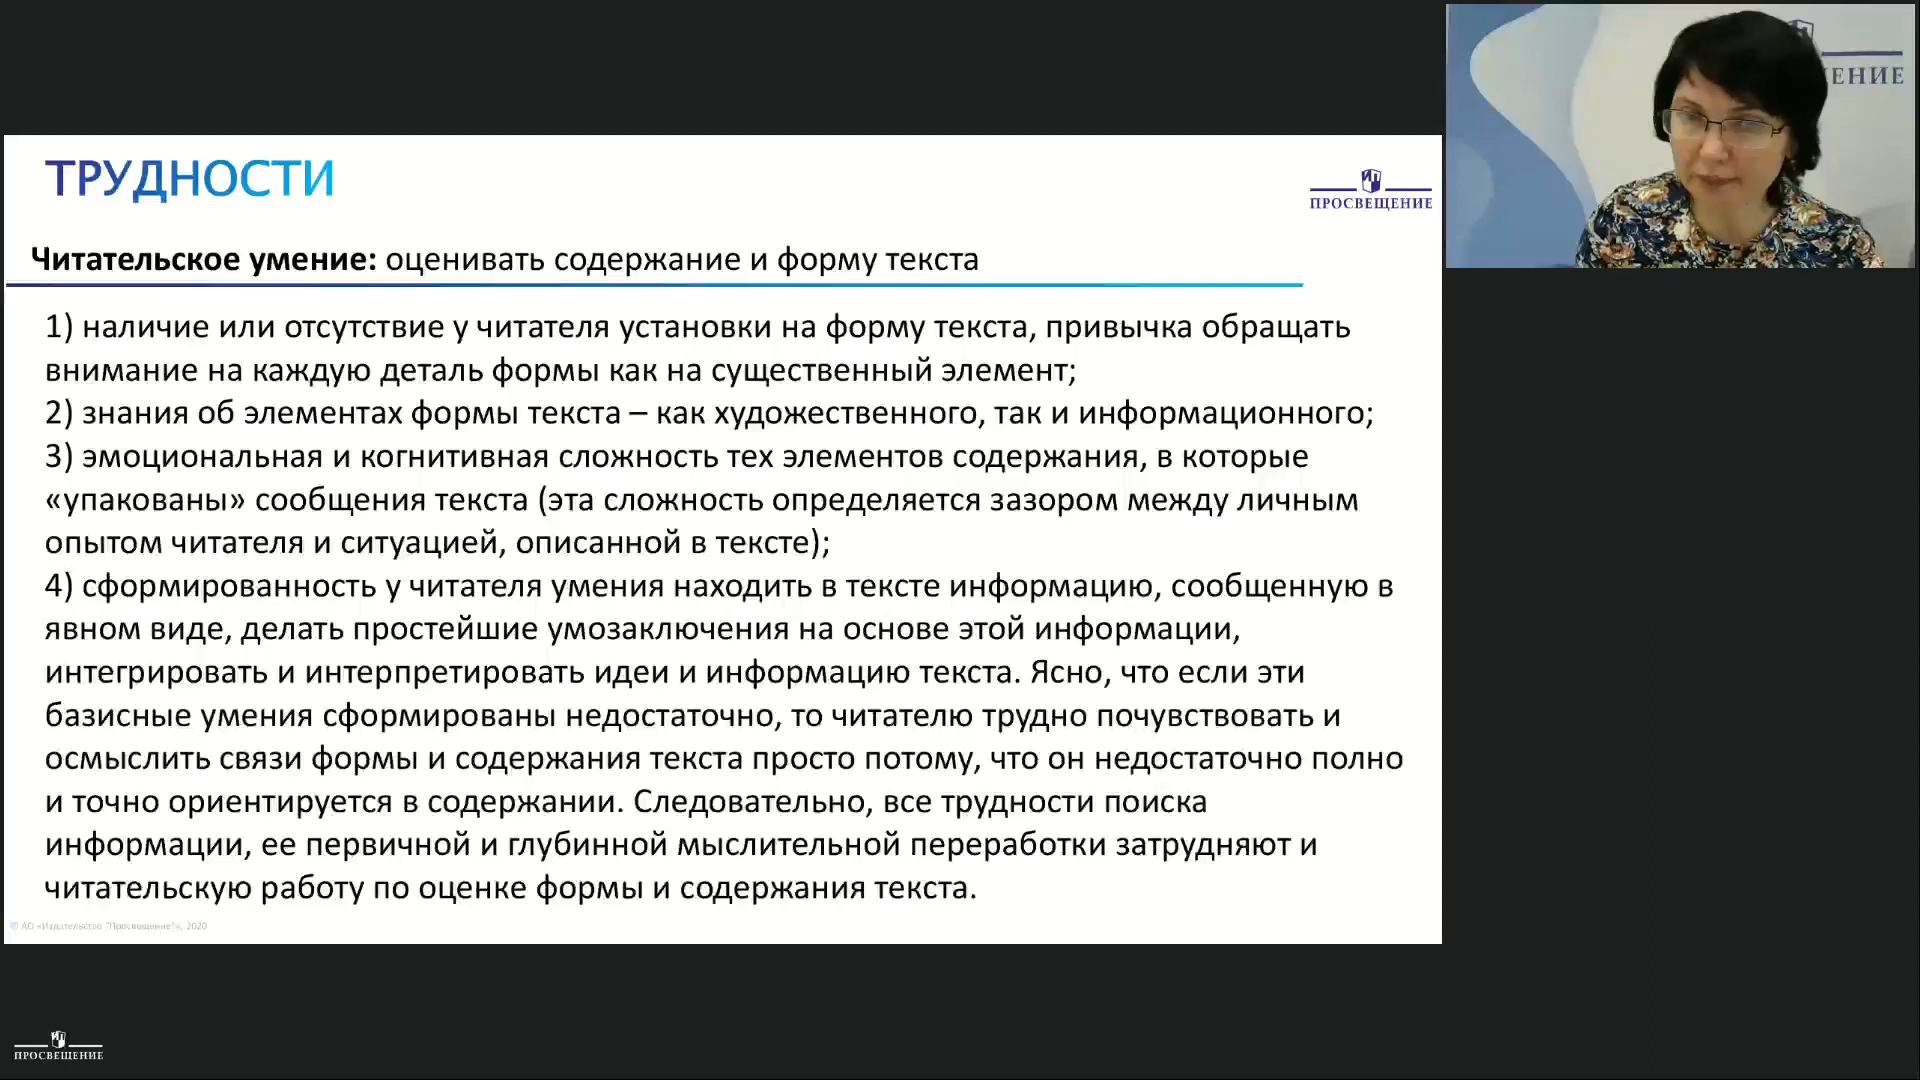 ТРУДНОСТИ
ПРОСВЕЩЕНИЕ
Читательское умение: оценивать содержание и форму текста
1) наличие или отсутствие у читателя установки на форму текста, привычка обращать
внимание на каждую деталь формы как на существенный элемент;
2) знания об элементах формы текста – как художественного, так и информационного;
3) эмоциональная и когнитивная сложность тех элементов содержания, в которые
«упакованы» сообщения текста (эта сложность определяется зазором между личным
опытом читателя и ситуацией, описанной в тексте);
4) сформированность у читателя умения находить в тексте информацию, сообщенную в
явном виде, делать простейшие умозаключения на основе этой информации,
интегрировать и интерпретировать идеи и информацию текста. Ясно, что если эти
базисные умения сформированы недостаточно, то читателю трудно почувствовать и
осмыслить связи формы и содержания текста просто потому, что он недостаточно полно
и точно ориентируется в содержании. Следовательно, все трудности поиска
информации, ее первичной и глубинной мыслительной переработки затрудняют и
читательскую работу по оценке формы и содержания текста.
© АО «Издательство "Просвещение"», 2020
ПРОСВЕЩЕНИЕ
ЕНИЕ